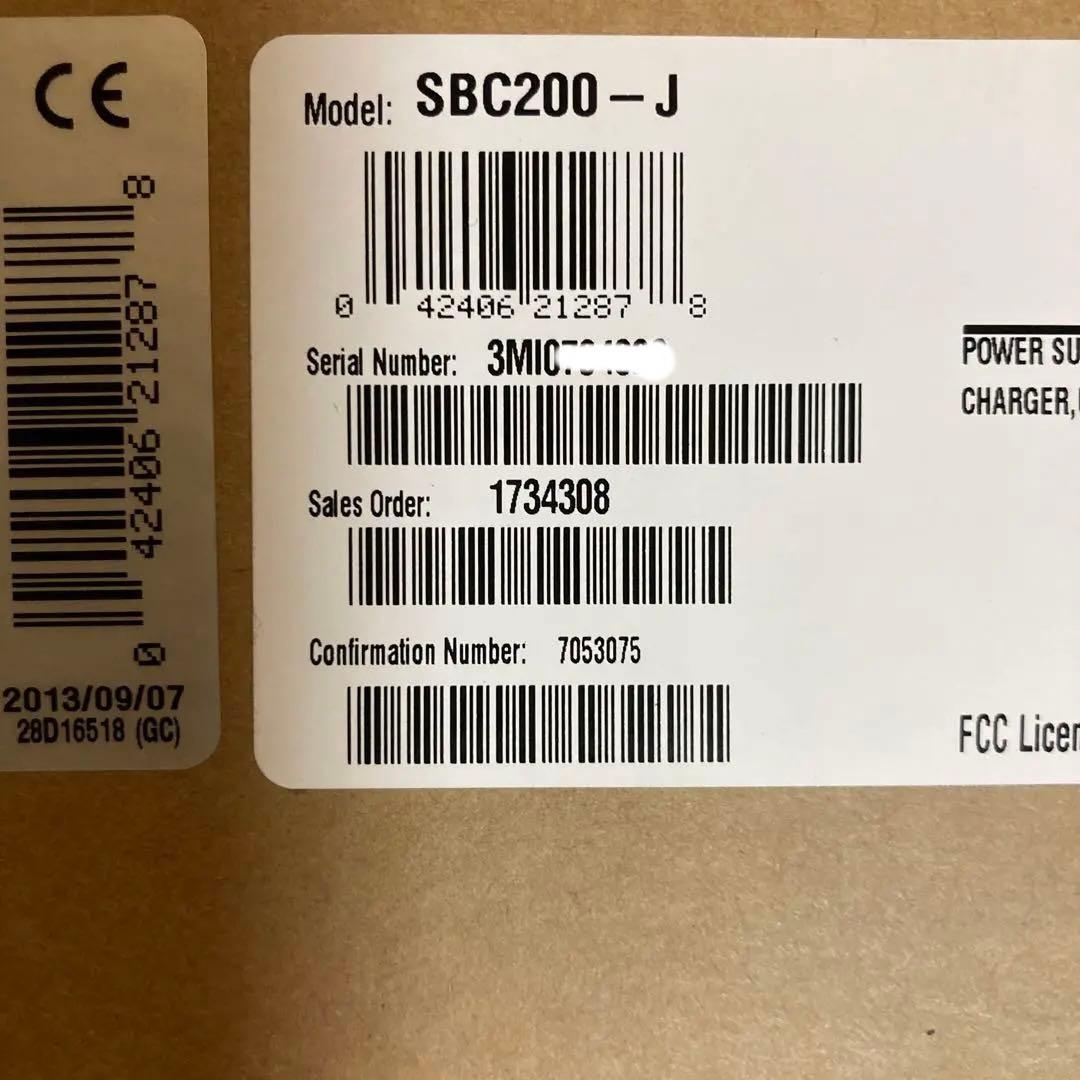 CE
0 42406 21287 8
2013/09/07
28D16518 (GC)
Model: SBC200-J
0 42406 21287 8
Serial Number: 3MI0
Sales Order: 1734308
Confirmation Number: 7053075
POWER SU
CHARGER,
FCC Licen